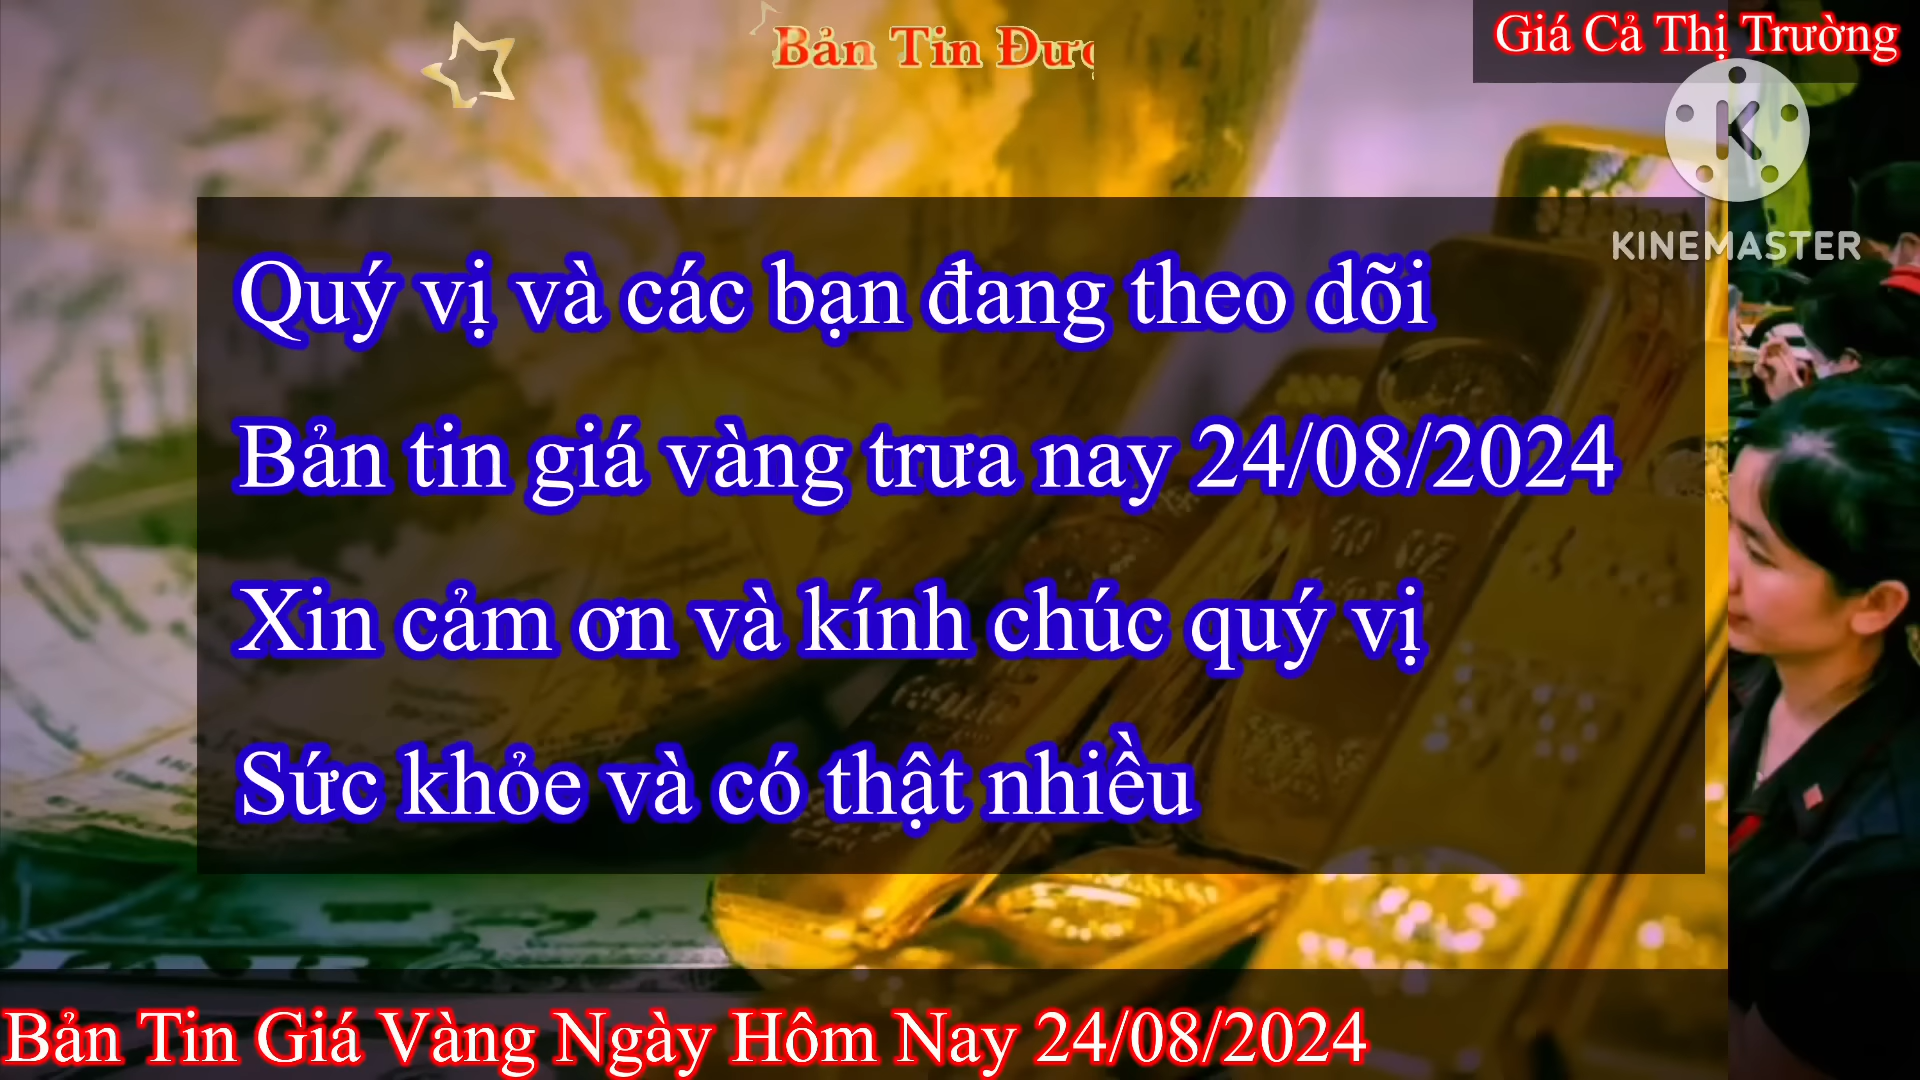 Bản Tin
Giá Cả Thị Trường
K
KINEMASTER
Quý vị và các bạn đang theo dõi
Bản tin giá vàng trưa nay 24/08/2024
Xin cảm ơn và kính chúc quý vị
Sức khỏe và có thật nhiều
10 OZ
Bản Tin Giá Vàng Ngày Hôm Nay 24/08/2024